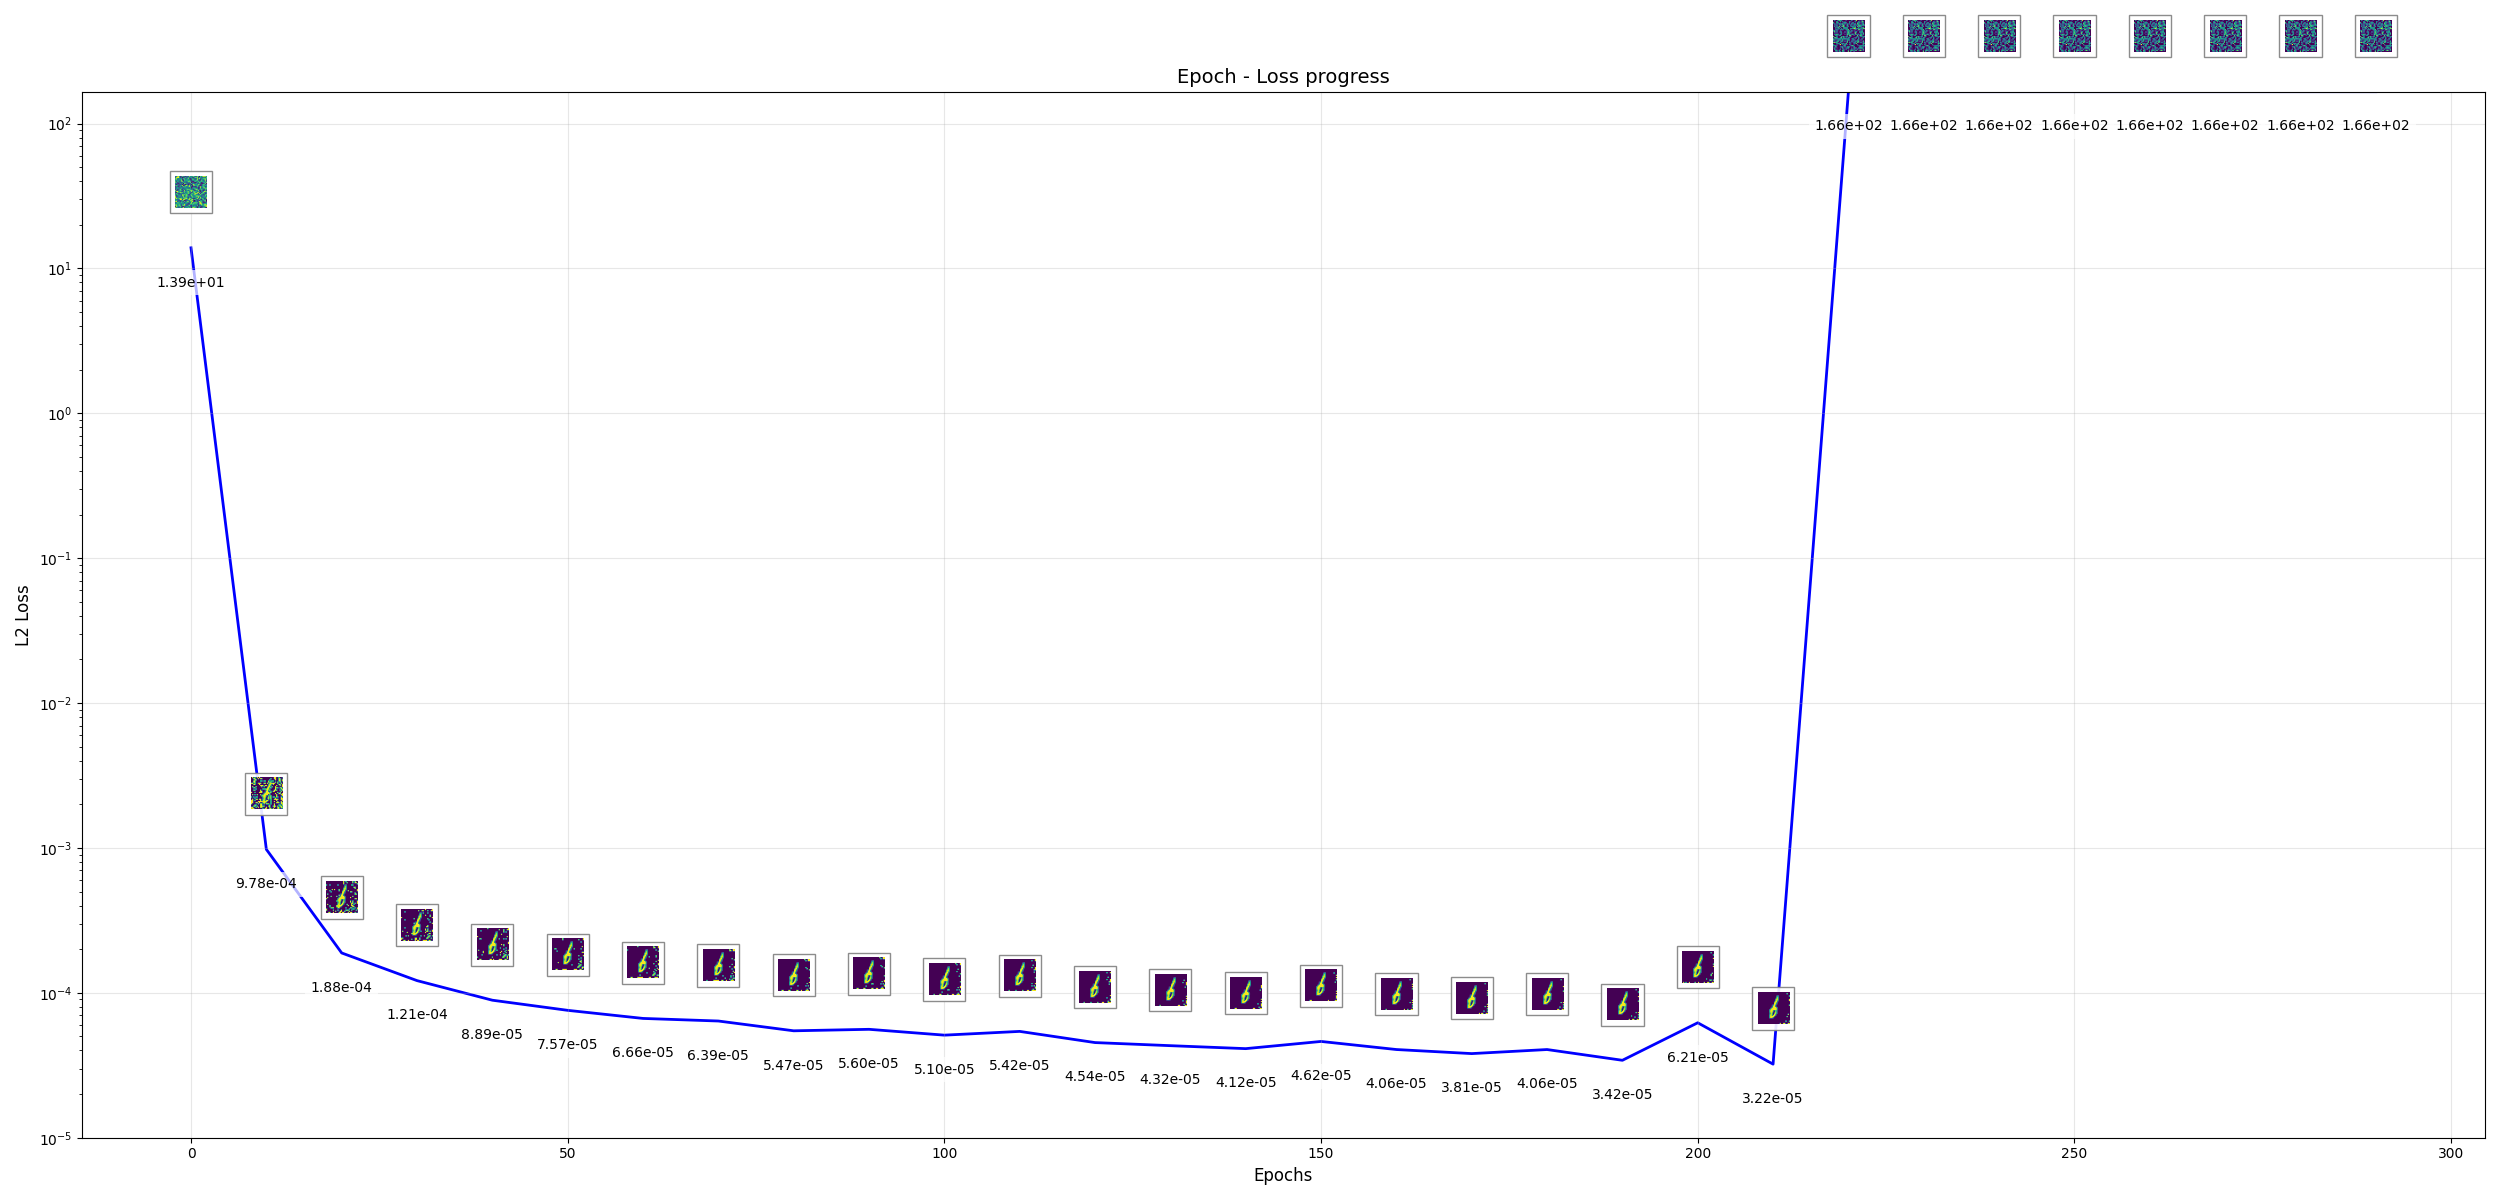 Epoch - Loss progress
10²
10¹
10⁰
10⁻¹
10⁻²
10⁻³
10⁻⁴
10⁻⁵
L2 Loss
1.39e+01
9.78e-04
1.88e-04
1.21e-04
8.89e-05
7.57e-05
6.66e-05
6.39e-05
5.47e-05
5.60e-05
5.10e-05
5.42e-05
4.54e-05
4.32e-05
4.12e-05
4.62e-05
4.06e-05
3.81e-05
4.06e-05
3.42e-05
6.21e-05
3.22e-05
1.66e+02 1.66e+02 1.66e+02 1.66e+02 1.66e+02 1.66e+02 1.66e+02 1.66e+02
0 50 100 150 200 250 300
Epochs